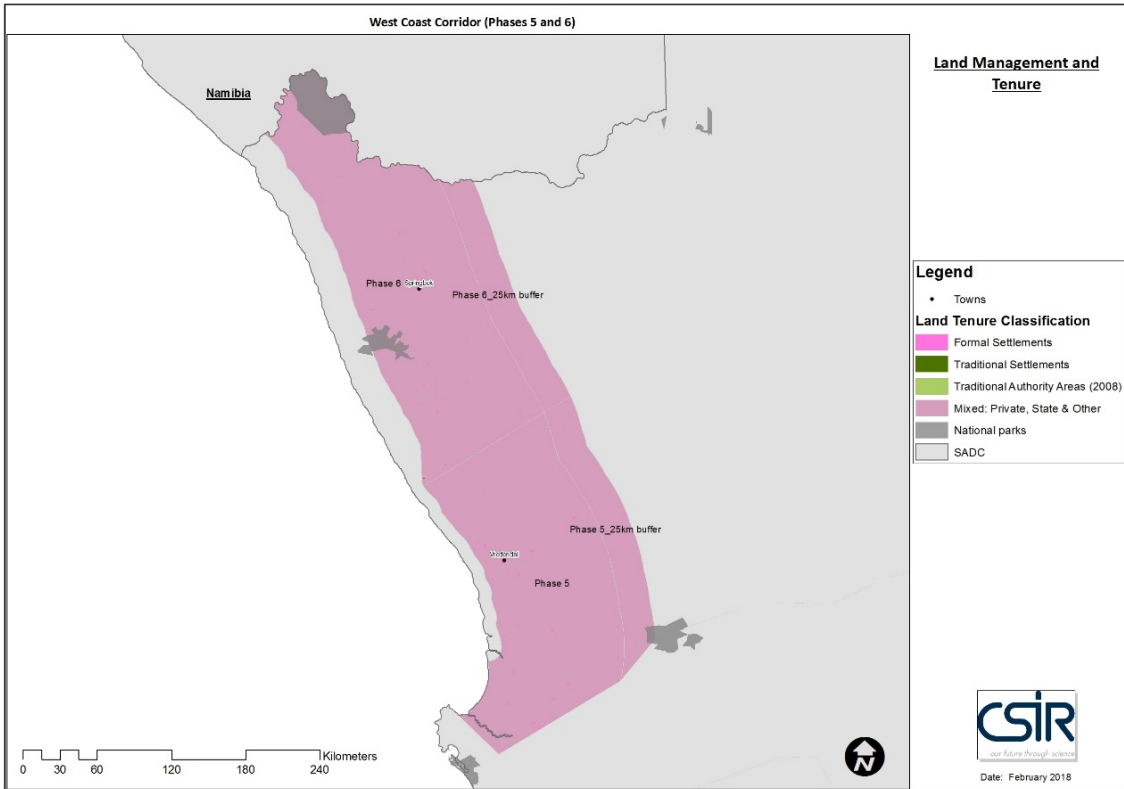 West Coast Corridor (Phases 5 and 6)
Land Management and
Tenure
Namibia
Phase 6
Springbok
Phase 6_25km buffer
Phase 5_25km buffer
Vredendal
Phase 5
Legend
Towns
Land Tenure Classification
Formal Settlements
Traditional Settlements
Traditional Authority Areas (2008)
Mixed: Private, State & Other
National parks
SADC
Kilometers
0 30 60 120 180 240
N
CSIR
our future through science
Date: February 2018